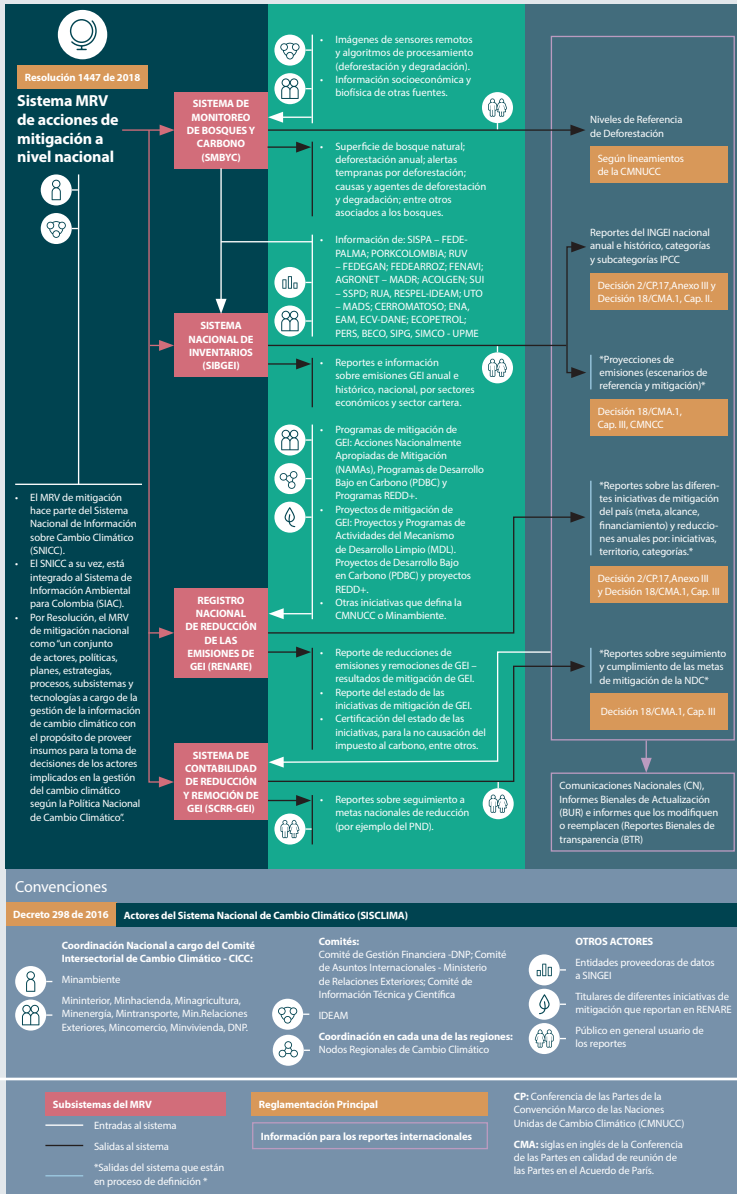 Resolución 1447 de 2018
Sistema MRV
de acciones de
mitigación a
nivel nacional
• El MRV de mitigación
hace parte del Sistema
Nacional de Información
sobre Cambio Climático
(SNICC).
• El SNICC a su vez, está
integrado al Sistema de
Información Ambiental
para Colombia (SIAC).
• Por Resolución, el MRV
de mitigación nacional
como "un conjunto
de actores, políticas,
planes, estrategias,
procesos, subsistemas y
tecnologías a cargo de la
gestión de la información
de cambio climático con
el propósito de proveer
insumos para la toma de
decisiones de los actores
implicados en la gestión
del cambio climático
según la Política Nacional
de Cambio Climático".
SISTEMA DE
MONITOREO
DE BOSQUES Y
CARBONO
(SMBYC)
SISTEMA
NACIONAL DE
INVENTARIOS
(SIBGEI)
REGISTRO
NACIONAL
DE REDUCCIÓN
DE LAS
EMISIONES DE
GEI (RENARE)
SISTEMA DE
CONTABILIDAD
DE REDUCCIÓN
Y REMOCIÓN DE
GEI (SCRR-GEI)
• Imágenes de sensores remotos
y algoritmos de procesamiento
(deforestación y degradación).
• Información socioeconómica y
biofísica de otras fuentes.
• Superficie de bosque natural;
deforestación anual; alertas
tempranas por deforestación;
causas y agentes de deforestación
y degradación; entre otros
asociados a los bosques.
• Información de: SISPA – FEDE-
PALMA; PORKCOLOMBIA; RUV
– FEDEGAN; FEDEARROZ; FENAVI;
AGRONET – MADR; ACOLGEN; SUI
– SSPD; RUA, RESPEL-IDEAM; UTO
– MADS; CERROMATOSO; ENA,
EAM, ECV-DANE; ECOPETROL;
PERS, BECO, SIPG, SIMCO - UPME
• Reportes e información
sobre emisiones GEI anual e
histórico, nacional, por sectores
económicos y sector cartera.
• Programas de mitigación de
GEI: Acciones Nacionalmente
Apropiadas de Mitigación
(NAMAs), Programas de Desarrollo
Bajo en Carbono (PDBC) y
Programas REDD+.
• Proyectos de mitigación de
GEI: Proyectos y Programas de
Actividades del Mecanismo
de Desarrollo Limpio (MDL).
Proyectos de Desarrollo Bajo
en Carbono (PDBC) y proyectos
REDD+.
• Otras iniciativas que defina la
CMNUCC o Minambiente.
• Reporte de reducciones de
emisiones y remociones de GEI –
resultados de mitigación de GEI.
• Reporte del estado de las
iniciativas de mitigación de GEI.
• Certificación del estado de las
iniciativas, para la no causación del
impuesto al carbono, entre otros.
• Reportes sobre seguimiento a
metas nacionales de reducción
(por ejemplo del PND).
Niveles de Referencia
de Deforestación
Según lineamientos
de la CMNUCC
Reportes del INGEI nacional
anual e histórico, categorías
y subcategorías IPCC
Decisión 2/CP.17,Anexo III y
Decisión 18/CMA.1, Cap. II.
*Proyecciones de
emisiones (escenarios de
referencia y mitigación)*
Decisión 18/CMA.1,
Cap. III, CMNCC
*Reportes sobre las diferen-
tes iniciativas de mitigación
del país (meta, alcance,
financiamiento) y reduccio-
nes anuales por: iniciativas,
territorio, categorías.*
Decisión 2/CP.17,Anexo III
y Decisión 18/CMA.1, Cap. III
*Reportes sobre seguimiento
y cumplimiento de las metas
de mitigación de la NDC*
Decisión 18/CMA.1, Cap. III
Comunicaciones Nacionales (CN),
Informes Bienales de Actualización
(BUR) e informes que los modifiquen
o reemplacen (Reportes Bienales de
transparencia (BTR)
Convenciones
Decreto 298 de 2016 Actores del Sistema Nacional de Cambio Climático (SISCLIMA)
Coordinación Nacional a cargo del Comité
Intersectorial de Cambio Climático - CICC:
Minambiente
Mininterior, Minhacienda, Minagricultura,
Minenergía, Mintransporte, Min.Relaciones
Exteriores, Mincomercio, Minvivienda, DNP.
Comités:
Comité de Gestión Financiera -DNP; Comité
de Asuntos Internacionales - Ministerio
de Relaciones Exteriores; Comité de
Información Técnica y Científica
IDEAM
Coordinación en cada una de las regiones:
Nodos Regionales de Cambio Climático
OTROS ACTORES
Entidades proveedoras de datos
a SINGEI
Titulares de diferentes iniciativas de
mitigación que reportan en RENARE
Público en general usuario de
los reportes
Subsistemas del MRV
Entradas al sistema
Salidas al sistema
*Salidas del sistema que están
en proceso de definición *
Reglamentación Principal
Información para los reportes internacionales
CP: Conferencia de las Partes de la
Convención Marco de las Naciones
Unidas de Cambio Climático (CMNUCC)
CMA: siglas en inglés de la Conferencia
de las Partes en calidad de reunión de
las Partes en el Acuerdo de París.